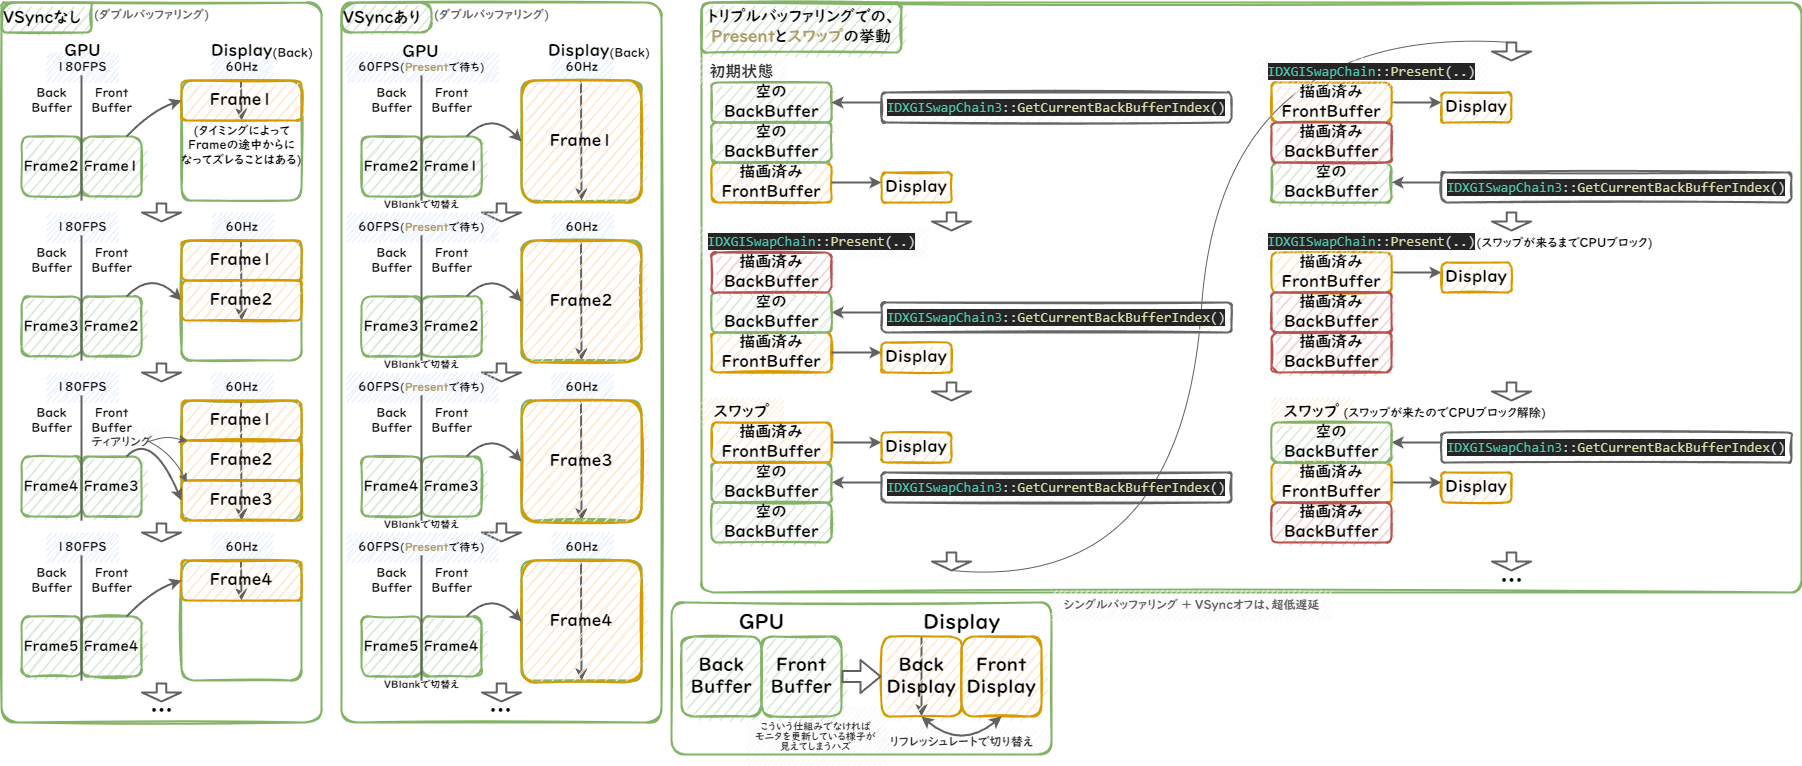 VSyncなし
(ダブルバッファリング)
GPU
180FPS
Display(Back)
60Hz
Back
Buffer
Front
Buffer
Frame1
(タイミングによって
Frameの途中からに
なってズレることはある)
Frame2
Frame1
180FPS
60Hz
Back
Buffer
Front
Buffer
Frame1
Frame2
Frame3
Frame2
180FPS
60Hz
Back
Buffer
Front
Buffer
ティアリング
Frame1
Frame2
Frame3
Frame4
Frame3
180FPS
60Hz
Back
Buffer
Front
Buffer
Frame4
Frame5
Frame4
...
VSyncあり
(ダブルバッファリング)
GPU
60FPS(Presentで待ち)
Display(Back)
60Hz
Back
Buffer
Front
Buffer
Frame1
Frame2
Frame1
VBlankで切替え
60FPS(Presentで待ち)
60Hz
Back
Buffer
Front
Buffer
Frame2
Frame3
Frame2
VBlankで切替え
60FPS(Presentで待ち)
60Hz
Back
Buffer
Front
Buffer
Frame3
Frame4
Frame3
VBlankで切替え
60FPS(Presentで待ち)
60Hz
Back
Buffer
Front
Buffer
Frame4
Frame5
Frame4
VBlankで切替え
...
トリプルバッファリングでの、
Presentとスワップの挙動
初期状態
空の
BackBuffer
IDXGISwapChain3::GetCurrentBackBufferIndex()
空の
BackBuffer
描画済み
FrontBuffer
Display
IDXGISwapChain::Present(..)
描画済み
BackBuffer
空の
BackBuffer
IDXGISwapChain3::GetCurrentBackBufferIndex()
描画済み
FrontBuffer
Display
スワップ
描画済み
FrontBuffer
Display
空の
BackBuffer
IDXGISwapChain3::GetCurrentBackBufferIndex()
空の
BackBuffer
IDXGISwapChain::Present(..)
描画済み
FrontBuffer
Display
描画済み
BackBuffer
空の
BackBuffer
IDXGISwapChain3::GetCurrentBackBufferIndex()
IDXGISwapChain::Present(..)(スワップが来るまでCPUブロック)
描画済み
FrontBuffer
Display
描画済み
BackBuffer
描画済み
BackBuffer
スワップ (スワップが来たのでCPUブロック解除)
空の
BackBuffer
IDXGISwapChain3::GetCurrentBackBufferIndex()
描画済み
FrontBuffer
Display
描画済み
BackBuffer
...
シングルバッファリング + VSyncオフは、超低遅延
GPU
Display
Back
Buffer
Front
Buffer
Back
Display
Front
Display
こういう仕組みでなければ
モニタを更新している様子が
見えてしまうハズ
リフレッシュレートで切り替え